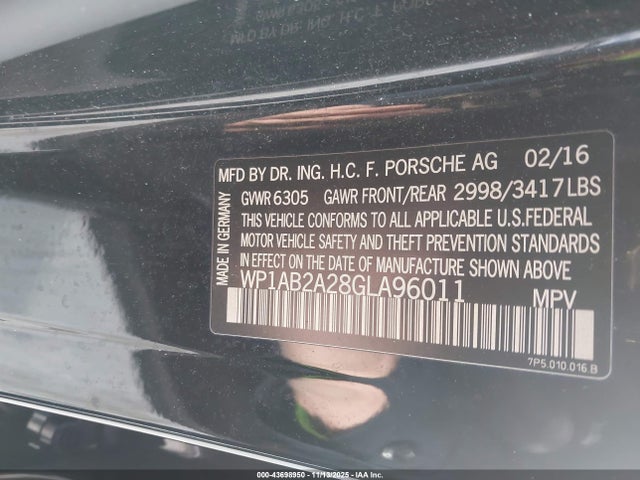 MFD BY DR. ING. H.C. F. PORSCHE AG 02/16
GVWR 6305 GAWR FRONT/REAR 2998/3417LBS
THIS VEHICLE CONFORMS TO ALL APPLICABLE U.S.FEDERAL
MOTOR VEHICLE SAFETY AND THEFT PREVENTION STANDARDS
IN EFFECT ON THE DATE OF MANUFACTURE SHOWN ABOVE
WP1AB2A28GLA96011 MPV
MADE IN GERMANY
7P5.010.016.B
000-43698950 - 11/13/2025 - IAA Inc.